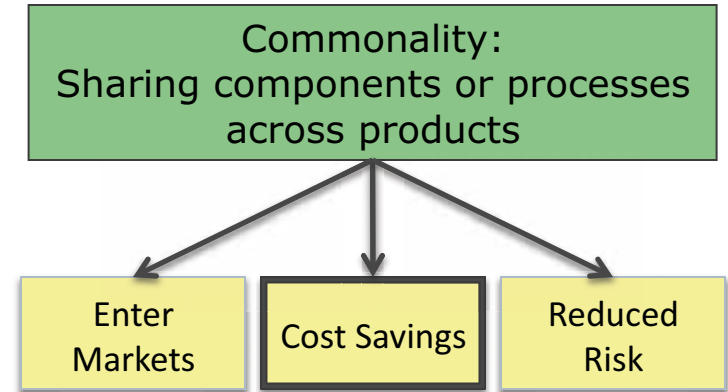 Commonality:
Sharing components or processes
across products
Enter
Markets
Cost Savings
Reduced
Risk